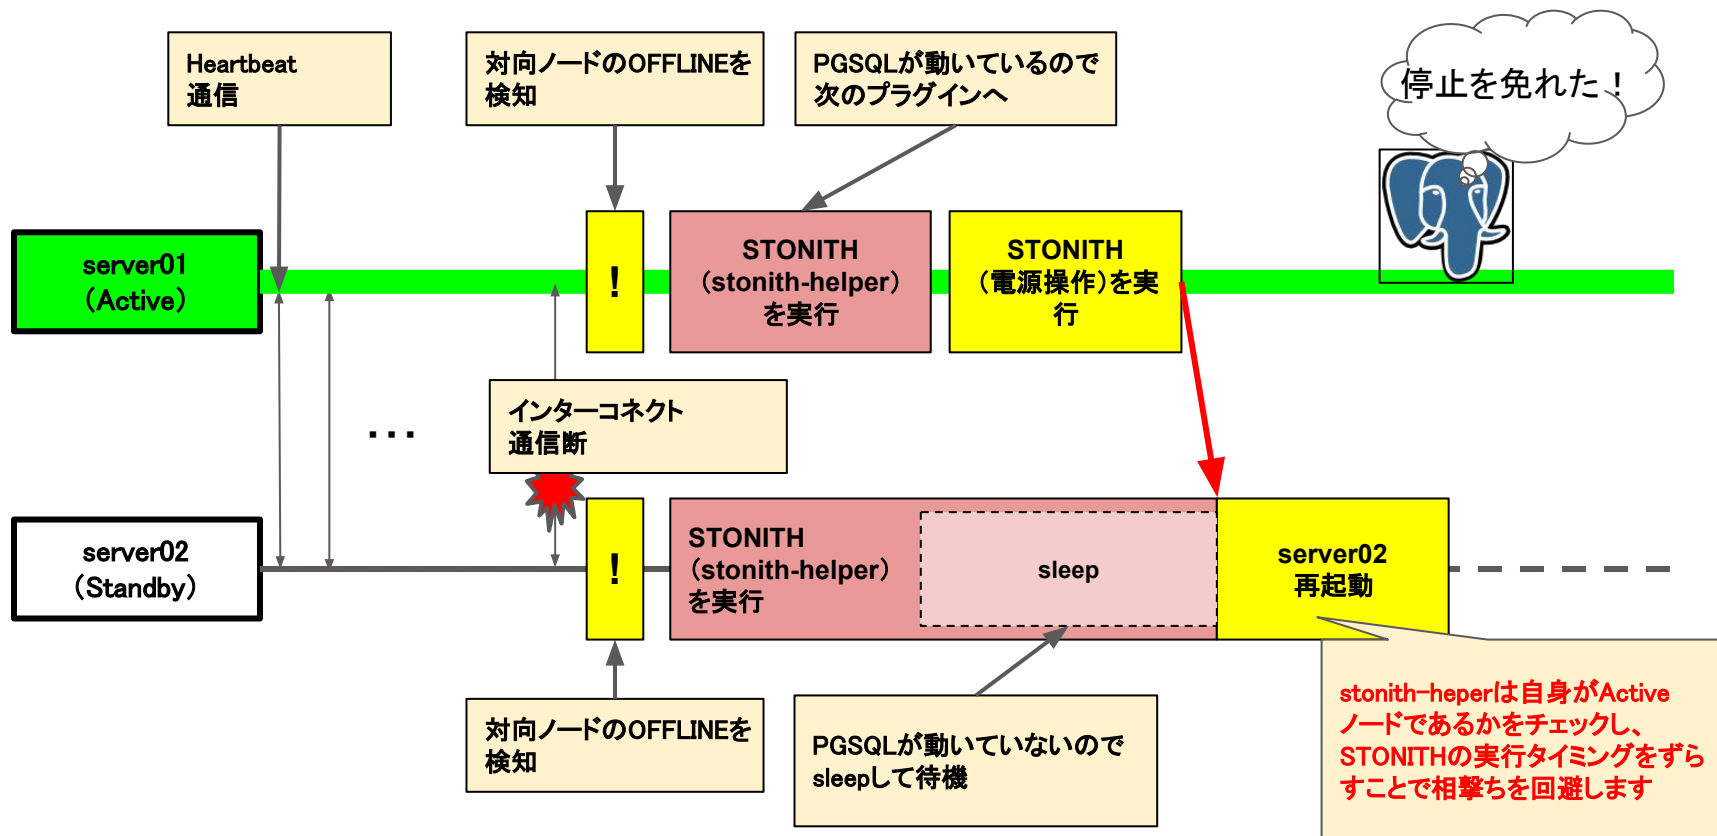 Heartbeat
通信
対向ノードのOFFLINEを
検知
PGSQLが動いているので
次のプラグインへ
停止を免れた！
server01
（Active）
！
STONITH
（stonith-helper）
を実行
STONITH
（電源操作）を実
行
インターコネクト
通信断
...
server02
（Standby）
！
STONITH
（stonith-helper）
を実行
sleep
server02
再起動
対向ノードのOFFLINEを
検知
PGSQLが動いていないので
sleepして待機
stonith-heperは自身がActive
ノードであるかをチェックし、
STONITHの実行タイミングをずら
すことで相撃ちを回避します